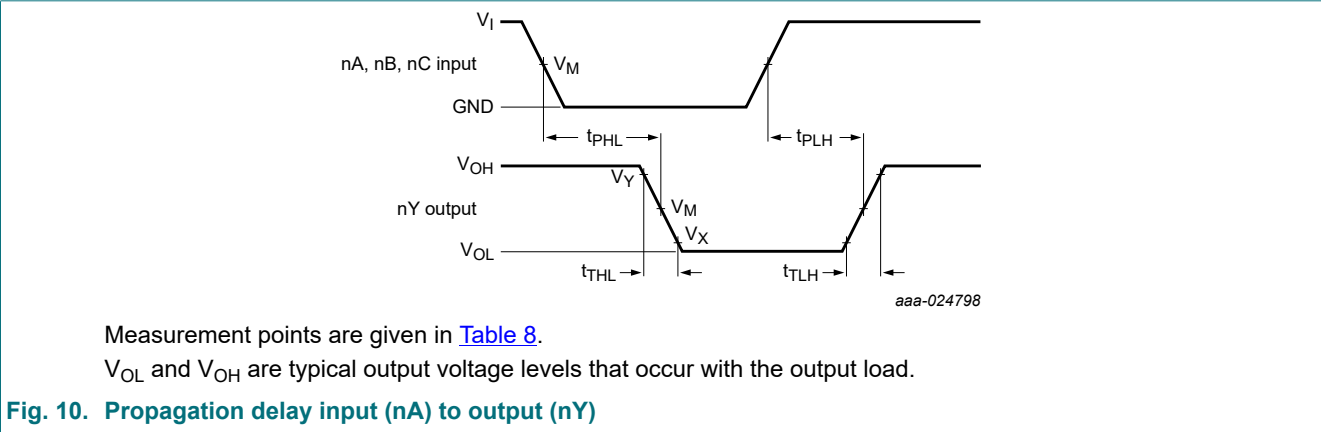 VI
nA, nB, nC input
VM
GND
tPHL
tPLH
VOH
VY
nY output
VM
VX
VOL
tTHL
tTLH
aaa-024798
Measurement points are given in Table 8.
VOL and VOH are typical output voltage levels that occur with the output load.
Fig. 10. Propagation delay input (nA) to output (nY)